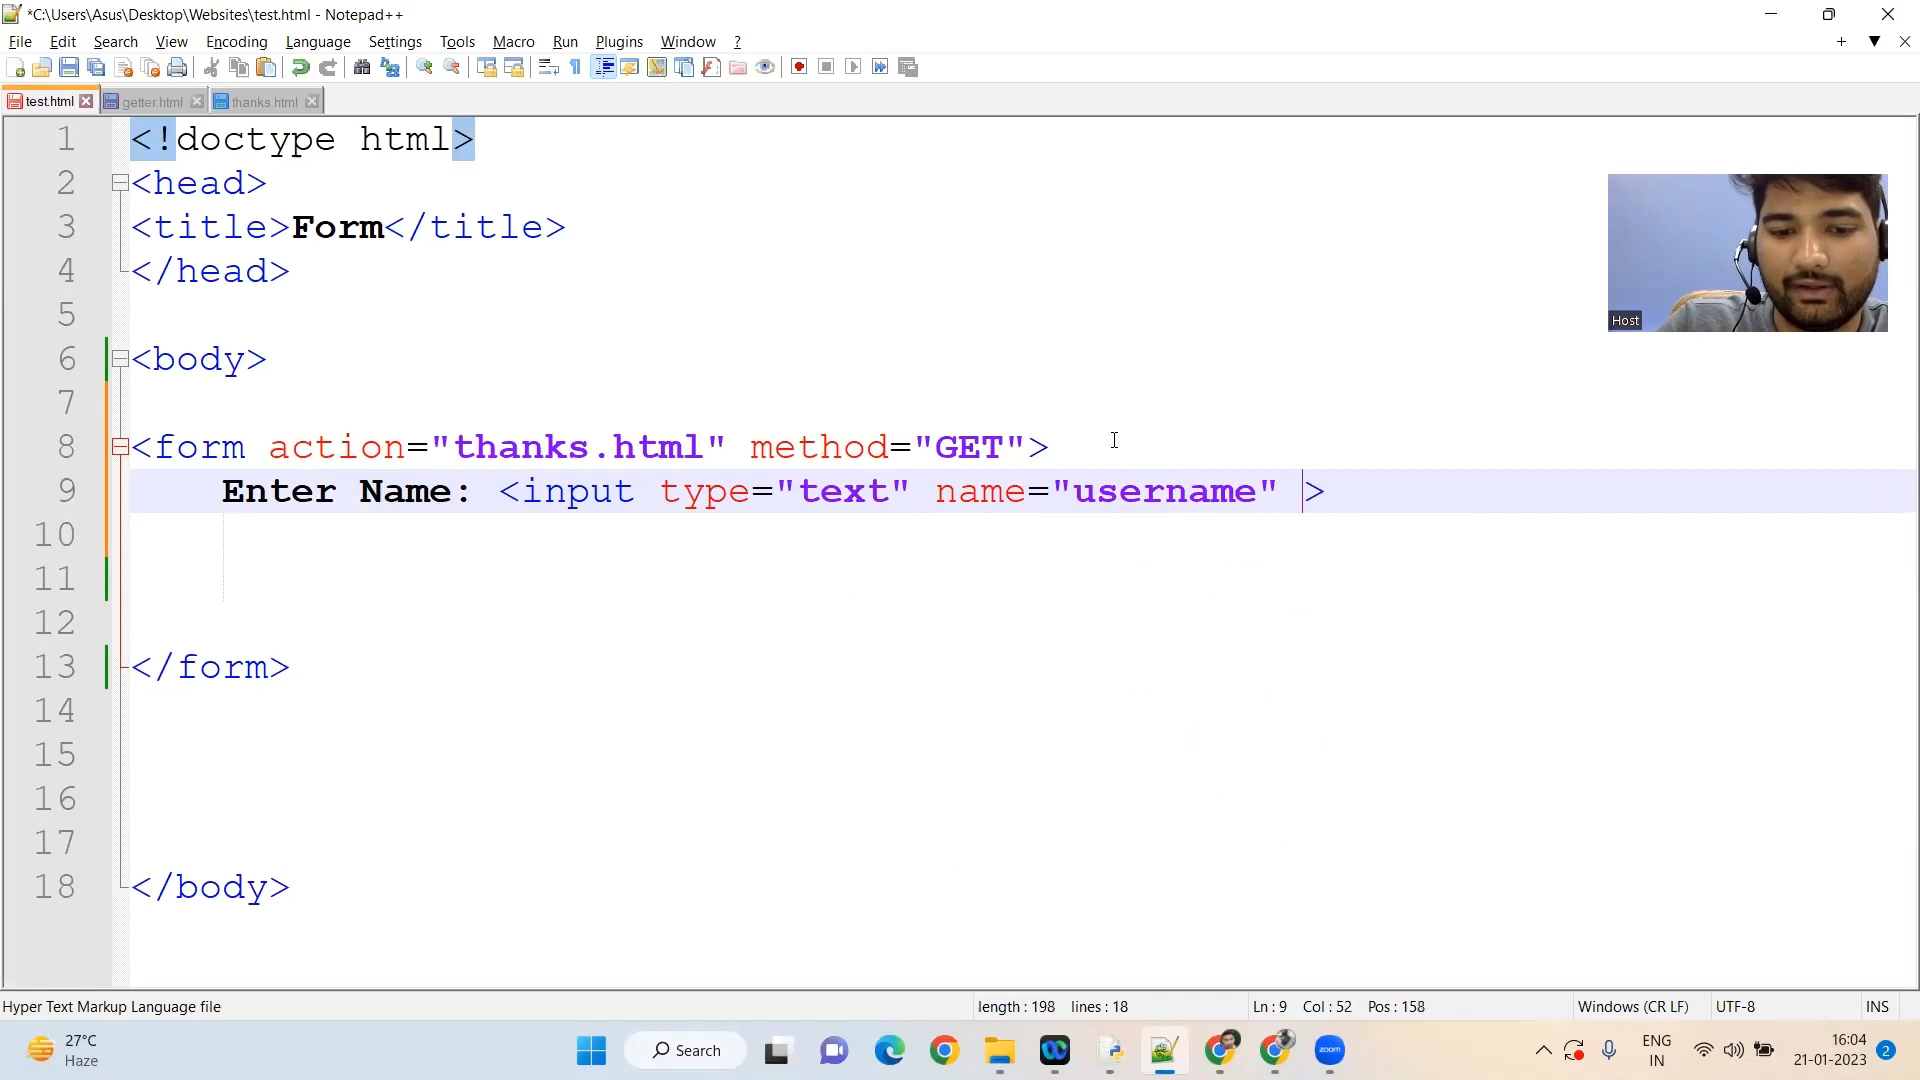 *C:\Users\Asus\Desktop\Websites\test.html - Notepad++
File Edit Search View Encoding Language Settings Tools Macro Run Plugins Window ?
test.html getter.html thanks.html
1 <!doctype html>
2 <head>
3 <title>Form</title>
4 </head>
5
6 <body>
7
8 <form action="thanks.html" method="GET">
9 Enter Name: <input type="text" name="username" >
10
11
12
13 </form>
14
15
16
17
18 </body>
Host
Hyper Text Markup Language file length : 198 lines : 18 Ln : 9 Col : 52 Pos : 158 Windows (CR LF) UTF-8 INS
27°C
Haze
Search
zoom
ENG
IN
16:04
21-01-2023
2